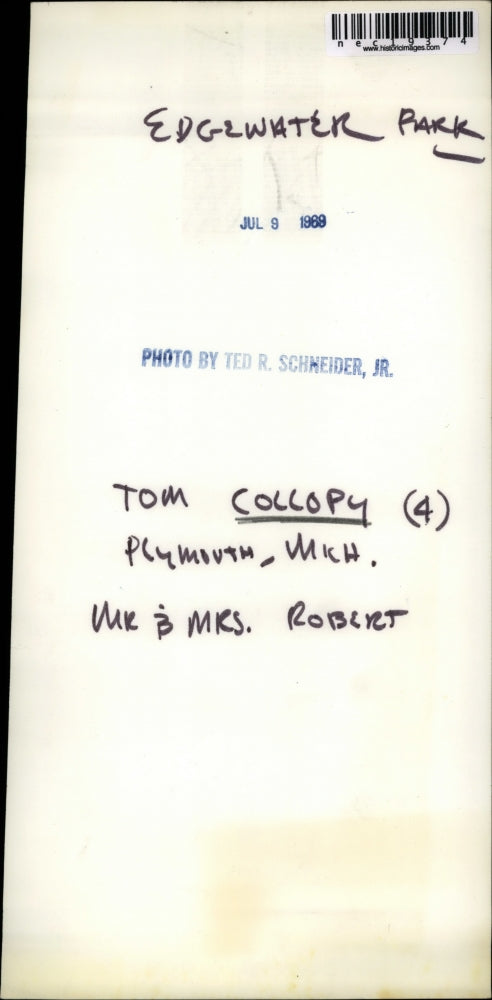 nec19374
www.historicimages.com
EDGEWATER PARK
JUL 9 1969
PHOTO BY TED R. SCHNEIDER, JR.
TOM COLLOPY (4)
PLYMOUTH, MICH.
MR & MRS. ROBERT